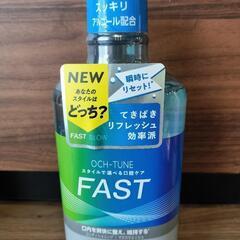 スッキリ
アルコール配合
NEW
あなたの
スタイルは
どっち?
FAST SLOW
瞬時に
リセット!
てきぱき
リフレッシュ
効率派
OCH-TUNE
スタイルで選べる口腔ケア
FAST
口内を爽快に整え、維持する